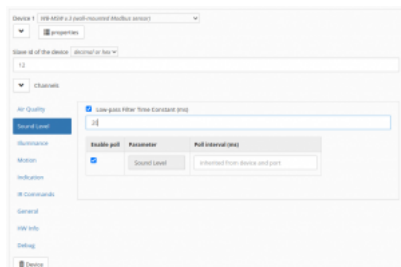 Device 1 WB-MSW v.3 (wall-mounted Modbus sensor)
properties
Slave id of the device decimal or hex
12
Channels
Air Quality
Sound Level
Illuminance
Motion
Indication
IR Commands
General
HW Info
Debug
Low-pass Filter Time Constant (ms)
20
Enable poll Parameter Poll interval (ms)
Sound Level Inherited from device and port
Device